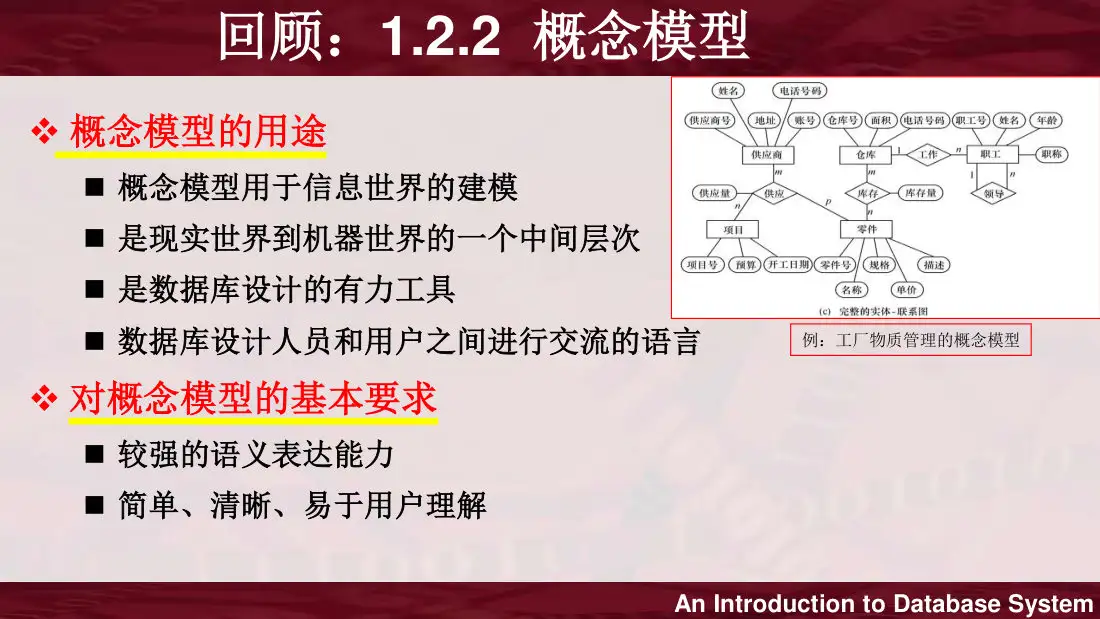 回顾：1.2.2 概念模型
概念模型的用途
概念模型用于信息世界的建模
是现实世界到机器世界的一个中间层次
是数据库设计的有力工具
数据库设计人员和用户之间进行交流的语言
对概念模型的基本要求
较强的语义表达能力
简单、清晰、易于用户理解
姓名 电话号码
供应商号 地址 账号 仓库号 面积 电话号码 职工号 姓名 年龄
供应商 仓库 1 工作 n 职工 职称
m m 1 n
供应量 供应 库存 库存量 领导
n p n
项目 零件
项目号 预算 开工日期 零件号 规格 描述
名称 单价
(c) 完整的实体-联系图
例：工厂物质管理的概念模型
An Introduction to Database System